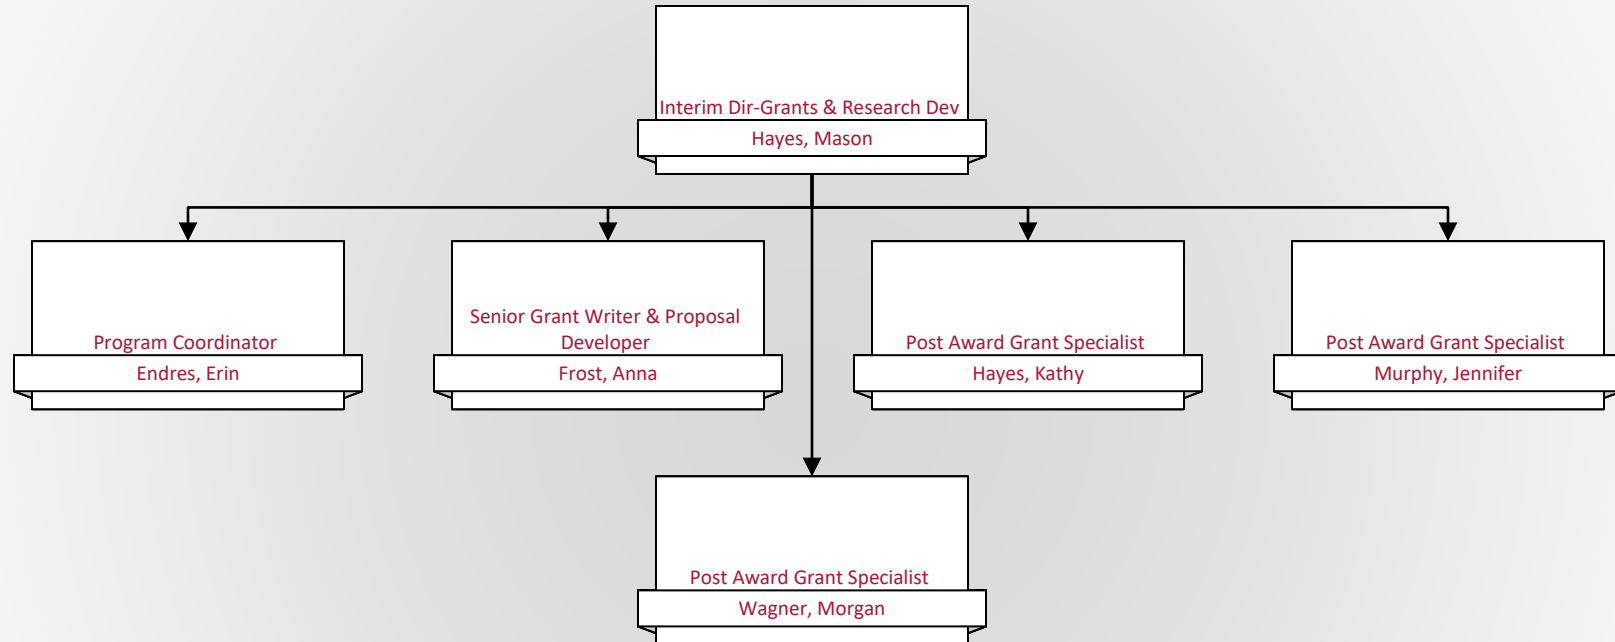 Interim Dir-Grants & Research Dev
Hayes, Mason
Program Coordinator
Endres, Erin
Senior Grant Writer & Proposal
Developer
Frost, Anna
Post Award Grant Specialist
Hayes, Kathy
Post Award Grant Specialist
Murphy, Jennifer
Post Award Grant Specialist
Wagner, Morgan